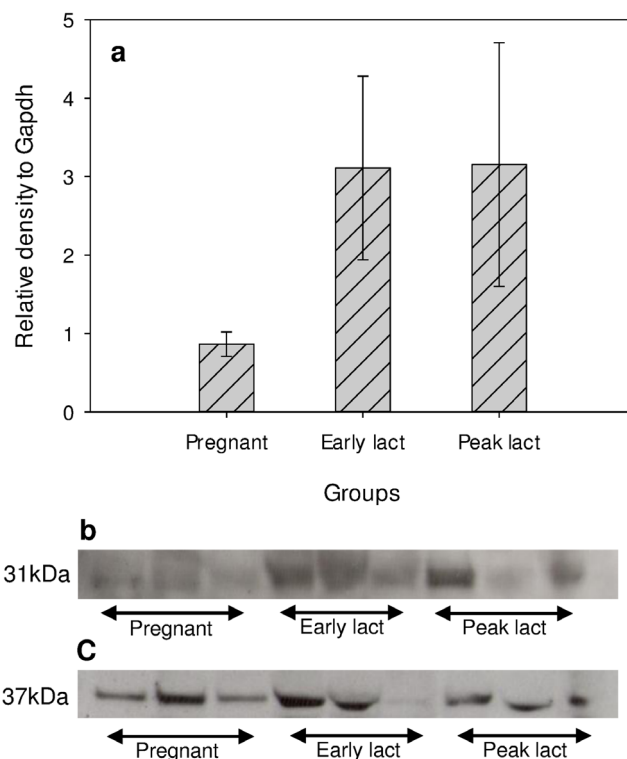 a
Relative density to Gapdh
5
4
3
2
1
0
Pregnant Early lact Peak lact
Groups
b
31kDa
Pregnant Early lact Peak lact
C
37kDa
Pregnant Early lact Peak lact